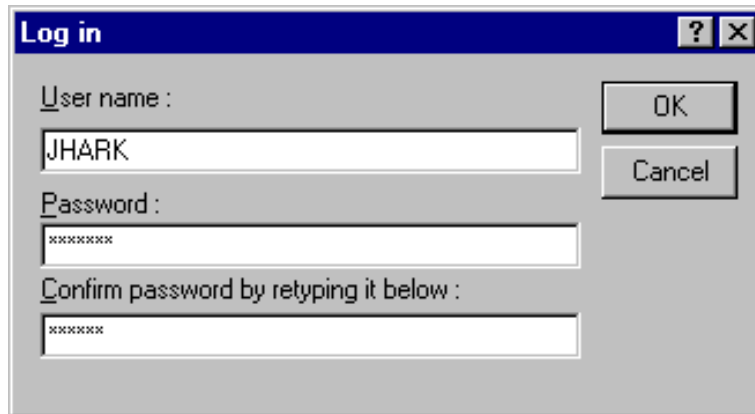 Log in
User name :
OK
JHARK
Cancel
Password :
*******
Confirm password by retyping it below :
******